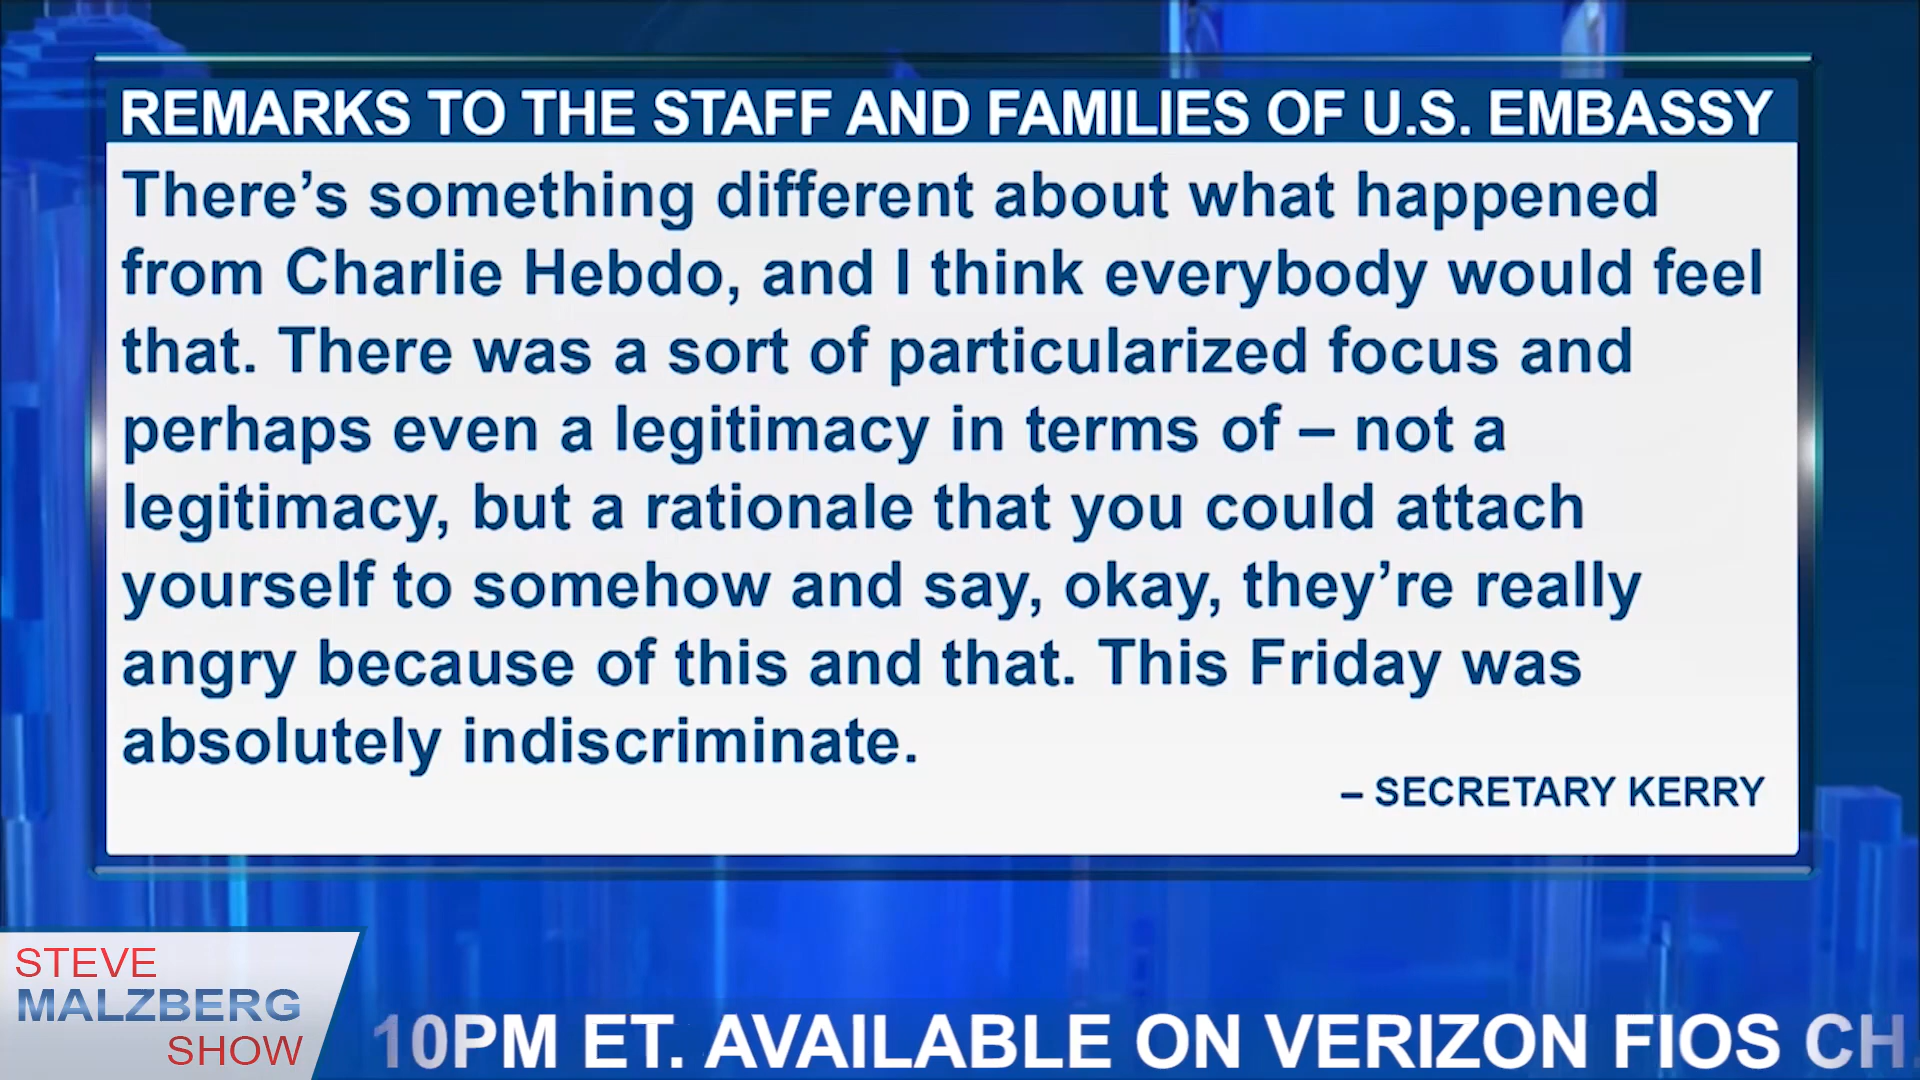 REMARKS TO THE STAFF AND FAMILIES OF U.S. EMBASSY
There’s something different about what happened
from Charlie Hebdo, and I think everybody would feel
that. There was a sort of particularized focus and
perhaps even a legitimacy in terms of – not a
legitimacy, but a rationale that you could attach
yourself to somehow and say, okay, they’re really
angry because of this and that. This Friday was
absolutely indiscriminate.
– SECRETARY KERRY
STEVE
MALZBERG
SHOW
10PM ET. AVAILABLE ON VERIZON FIOS CH